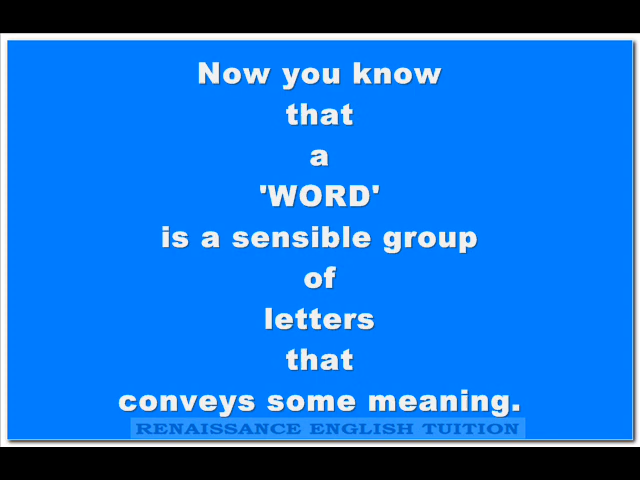 Now you know
that
a
'WORD'
is a sensible group
of
letters
that
conveys some meaning.
RENAISSANCE ENGLISH TUITION